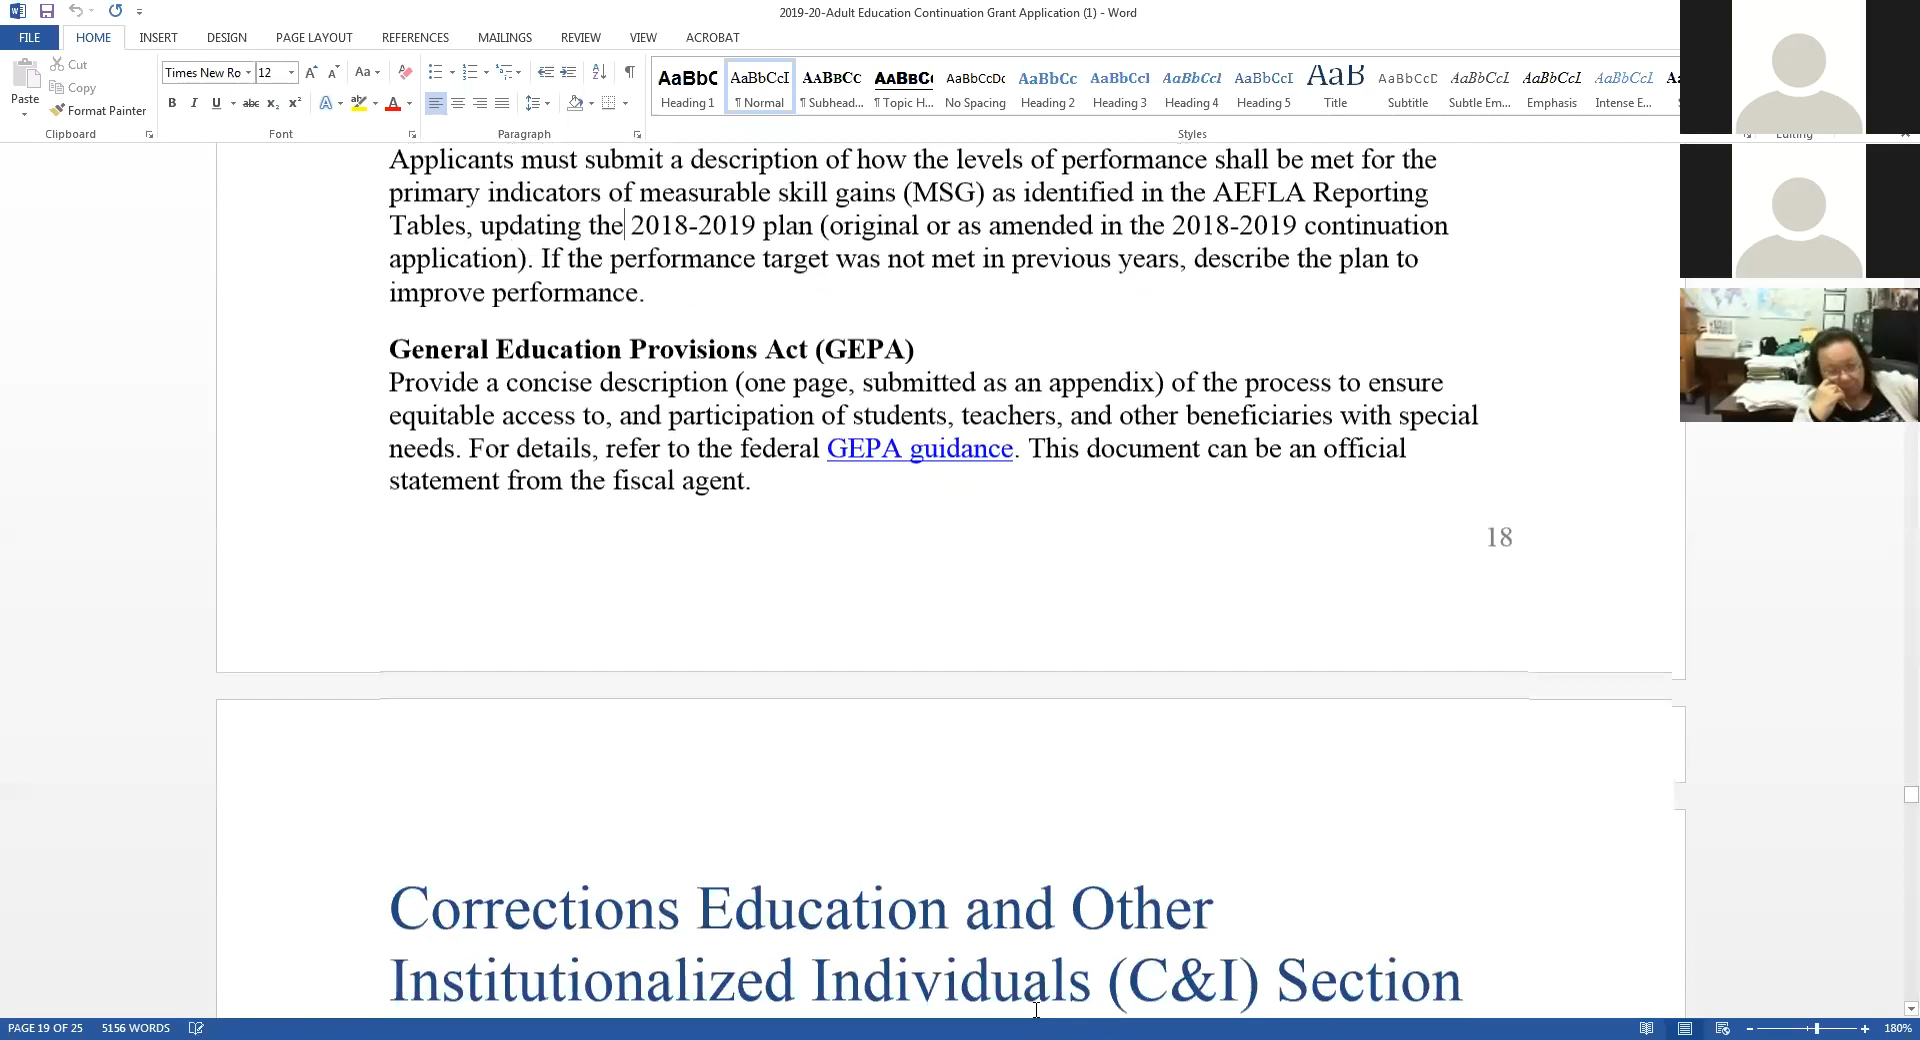 2019-20-Adult Education Continuation Grant Application (1) - Word
FILE HOME INSERT DESIGN PAGE LAYOUT REFERENCES MAILINGS REVIEW VIEW ACROBAT
Paste
Cut
Copy
Format Painter
Clipboard
Times New Ro 12
Font
Paragraph
AaBbC AaBbCcI AABBCC AABBC AaBbCcDc AaBbCc AaBbCcI AaBbCcI AaBbCcI AaB AaBbCcD AaBbCcI AaBbCcI AaBbCcI
Heading 1 ¶ Normal ¶ Subhead... ¶ Topic H... No Spacing Heading 2 Heading 3 Heading 4 Heading 5 Title Subtitle Subtle Em... Emphasis Intense E...
Styles
Editing
Applicants must submit a description of how the levels of performance shall be met for the
primary indicators of measurable skill gains (MSG) as identified in the AEFLA Reporting
Tables, updating the 2018-2019 plan (original or as amended in the 2018-2019 continuation
application). If the performance target was not met in previous years, describe the plan to
improve performance.
General Education Provisions Act (GEPA)
Provide a concise description (one page, submitted as an appendix) of the process to ensure
equitable access to, and participation of students, teachers, and other beneficiaries with special
needs. For details, refer to the federal GEPA guidance. This document can be an official
statement from the fiscal agent.
18
Corrections Education and Other
Institutionalized Individuals (C&I) Section
PAGE 19 OF 25 5156 WORDS
180%